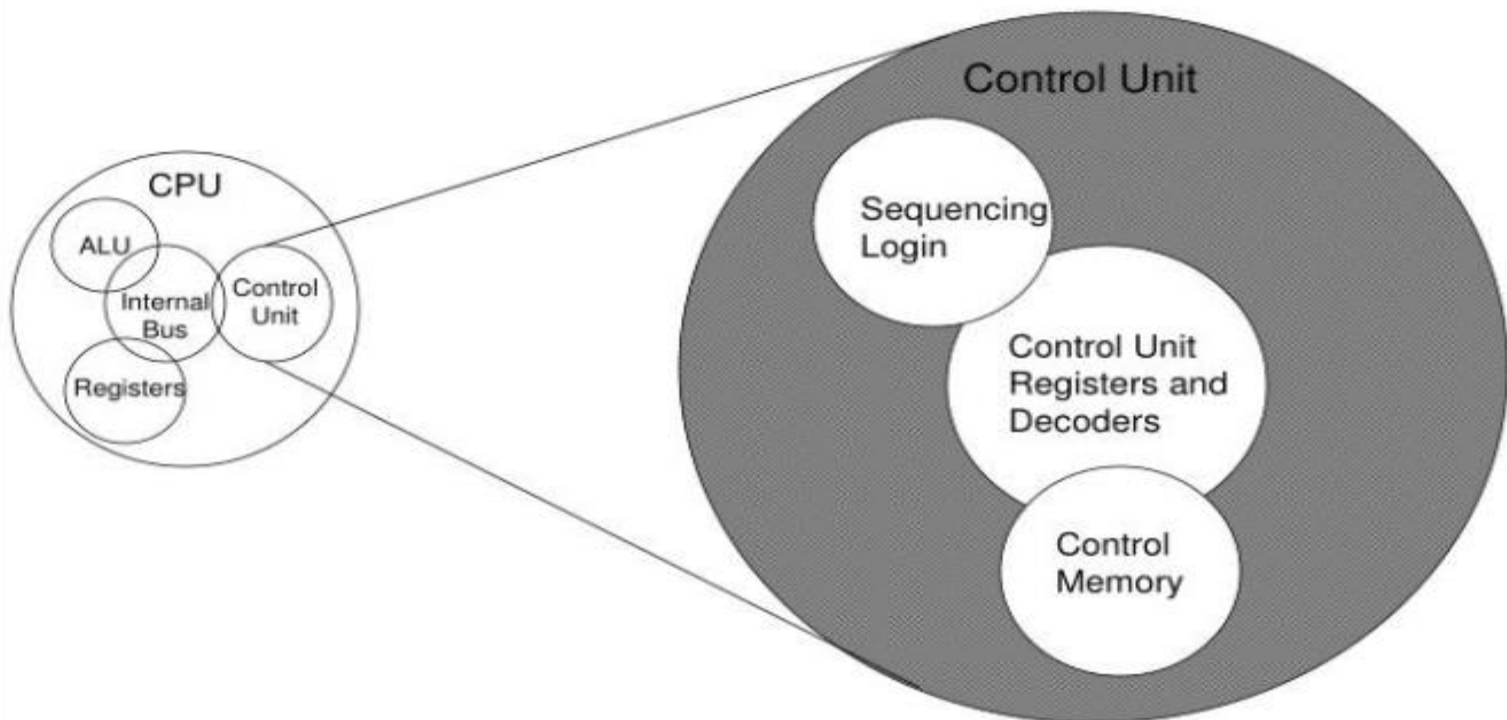 CPU
ALU
Internal
Bus
Control
Unit
Registers
Control Unit
Sequencing
Login
Control Unit
Registers and
Decoders
Control
Memory